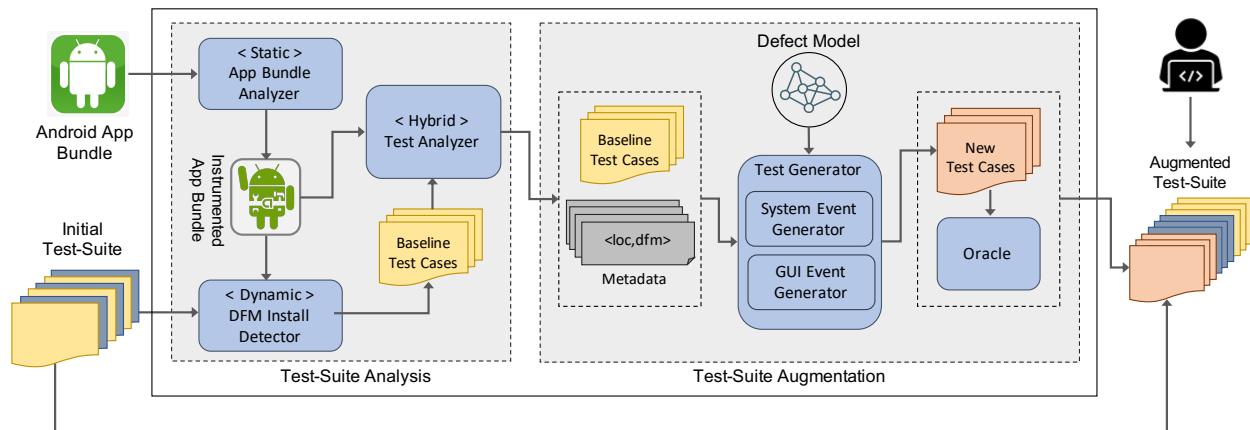 Android App
Bundle
Initial
Test-Suite
< Static >
App Bundle
Analyzer
Instrumented
App Bundle
< Dynamic >
DFM Install
Detector
< Hybrid >
Test Analyzer
Baseline
Test Cases
Test-Suite Analysis
Baseline
Test Cases
<loc,dfm>
Metadata
Defect Model
Test Generator
System Event
Generator
GUI Event
Generator
New
Test Cases
Oracle
Test-Suite Augmentation
</>
Augmented
Test-Suite